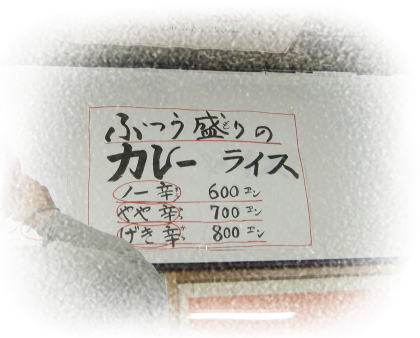 ふつう盛りの
カレーライス
ノー辛 600エン
やや辛 700エン
げき辛 800エン